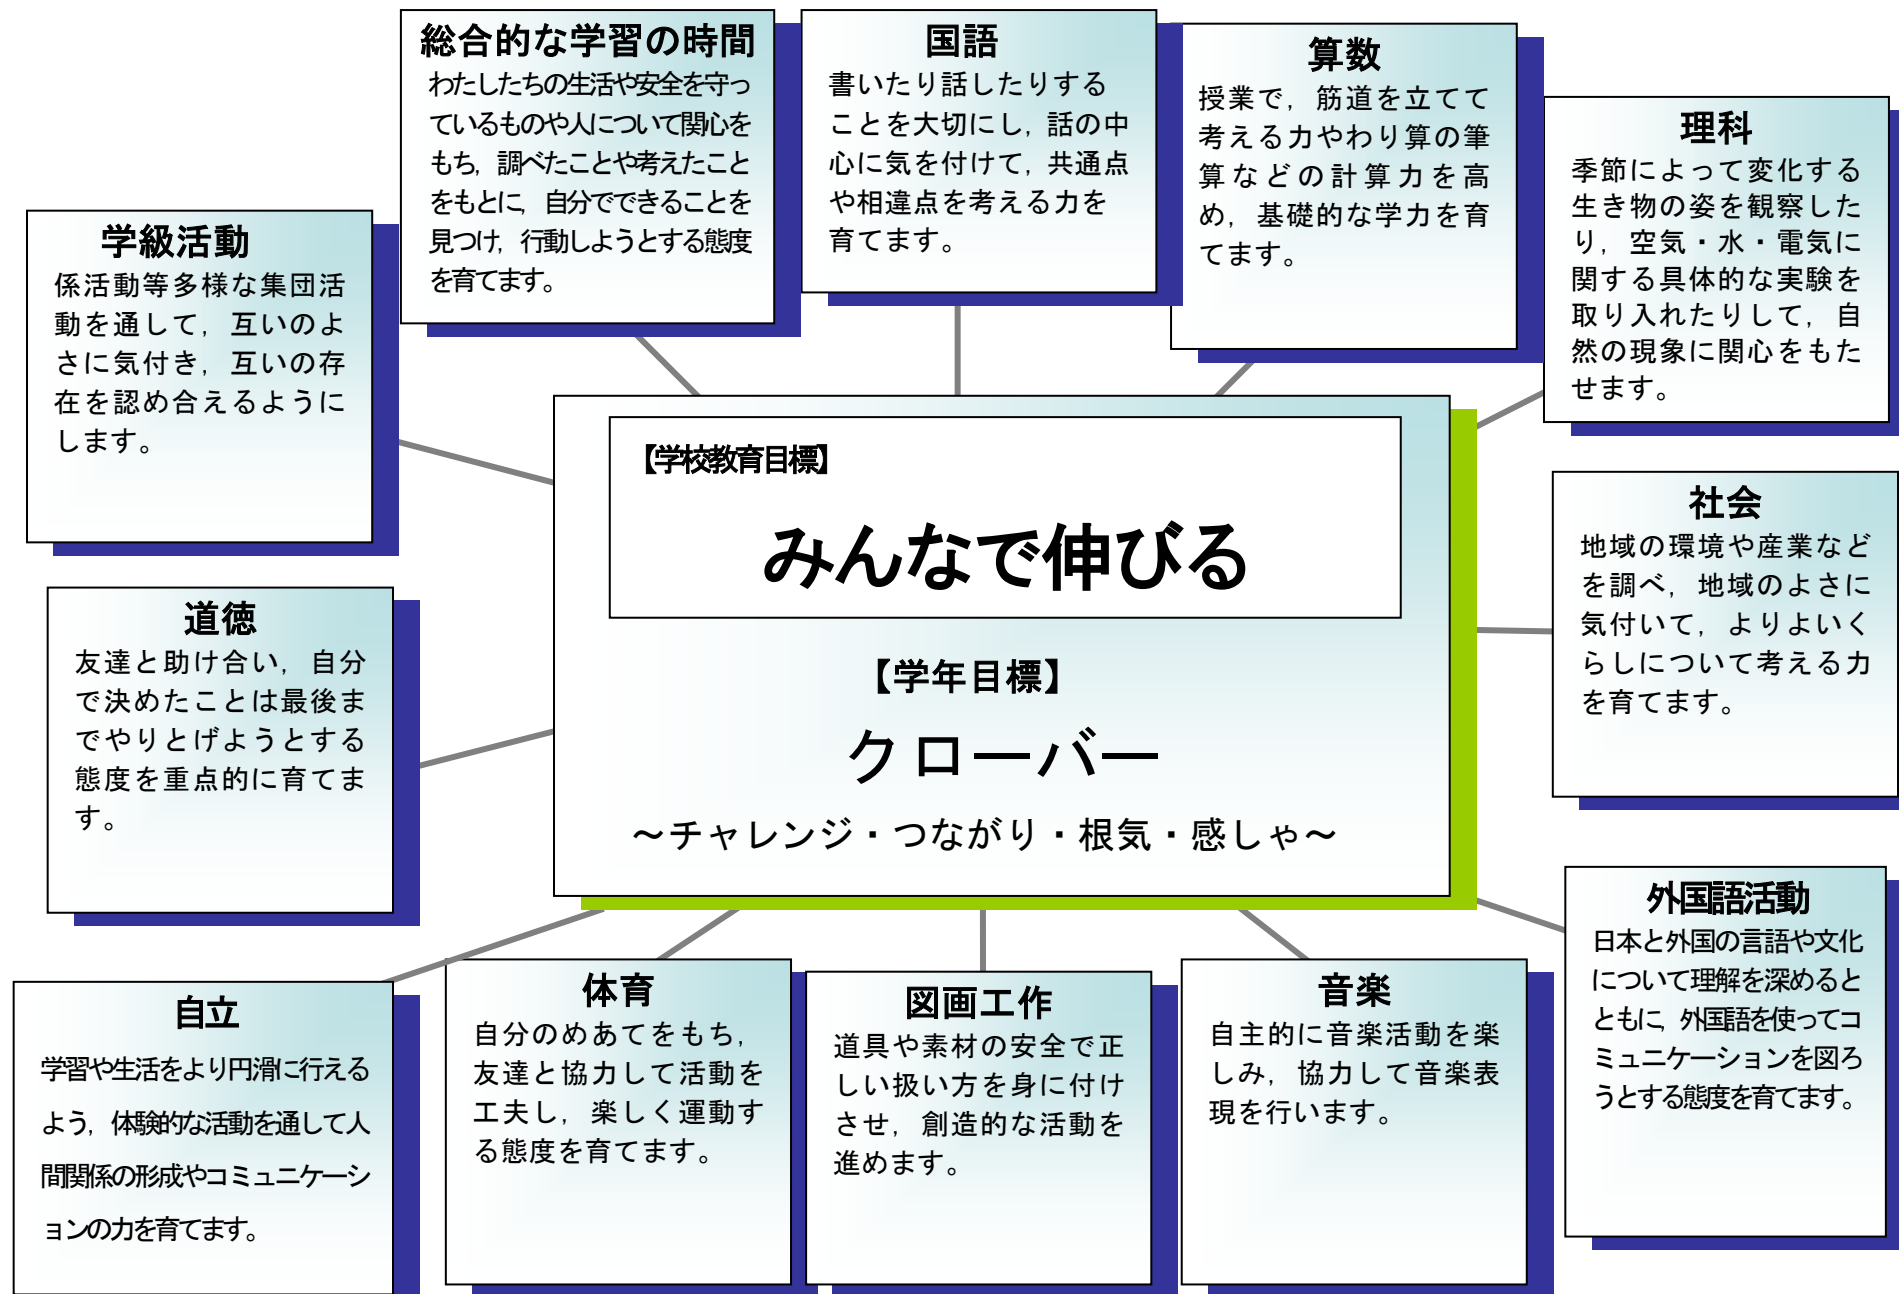 総合的な学習の時間
わたしたちの生活や安全を守っ
ているものや人について関心を
もち，調べたことや考えたこと
をもとに，自分でできることを
見つけ，行動しようとする態度
を育てます。
国語
書いたり話したりする
ことを大切にし，話の中
心に気を付けて，共通点
や相違点を考える力を
育てます。
算数
授業で，筋道を立てて
考える力やわり算の筆
算などの計算力を高
め，基礎的な学力を育
てます。
理科
季節によって変化する
生き物の姿を観察した
り，空気・水・電気に
関する具体的な実験を
取り入れたりして，自
然の現象に関心をもた
せます。
学級活動
係活動等多様な集団活
動を通して，互いのよ
さに気付き，互いの存
在を認め合えるように
します。
【学校教育目標】
みんなで伸びる
【学年目標】
クローバー
～チャレンジ・つながり・根気・感しゃ～
社会
地域の環境や産業など
を調べ，地域のよさに
気付いて，よりよいく
らしについて考える力
を育てます。
道徳
友達と助け合い，自分
で決めたことは最後ま
でやりとげようとする
態度を重点的に育てま
す。
外国語活動
日本と外国の言語や文化
について理解を深めると
ともに，外国語を使ってコ
ミュニケーションを図ろ
うとする態度を育てます。
自立
学習や生活をより円滑に行える
よう，体験的な活動を通して人
間関係の形成やコミュニケーシ
ョンの力を育てます。
体育
自分のめあてをもち，
友達と協力して活動を
工夫し，楽しく運動す
る態度を育てます。
図画工作
道具や素材の安全で正
しい扱い方を身に付け
させ，創造的な活動を
進めます。
音楽
自主的に音楽活動を楽
しみ，協力して音楽表
現を行います。